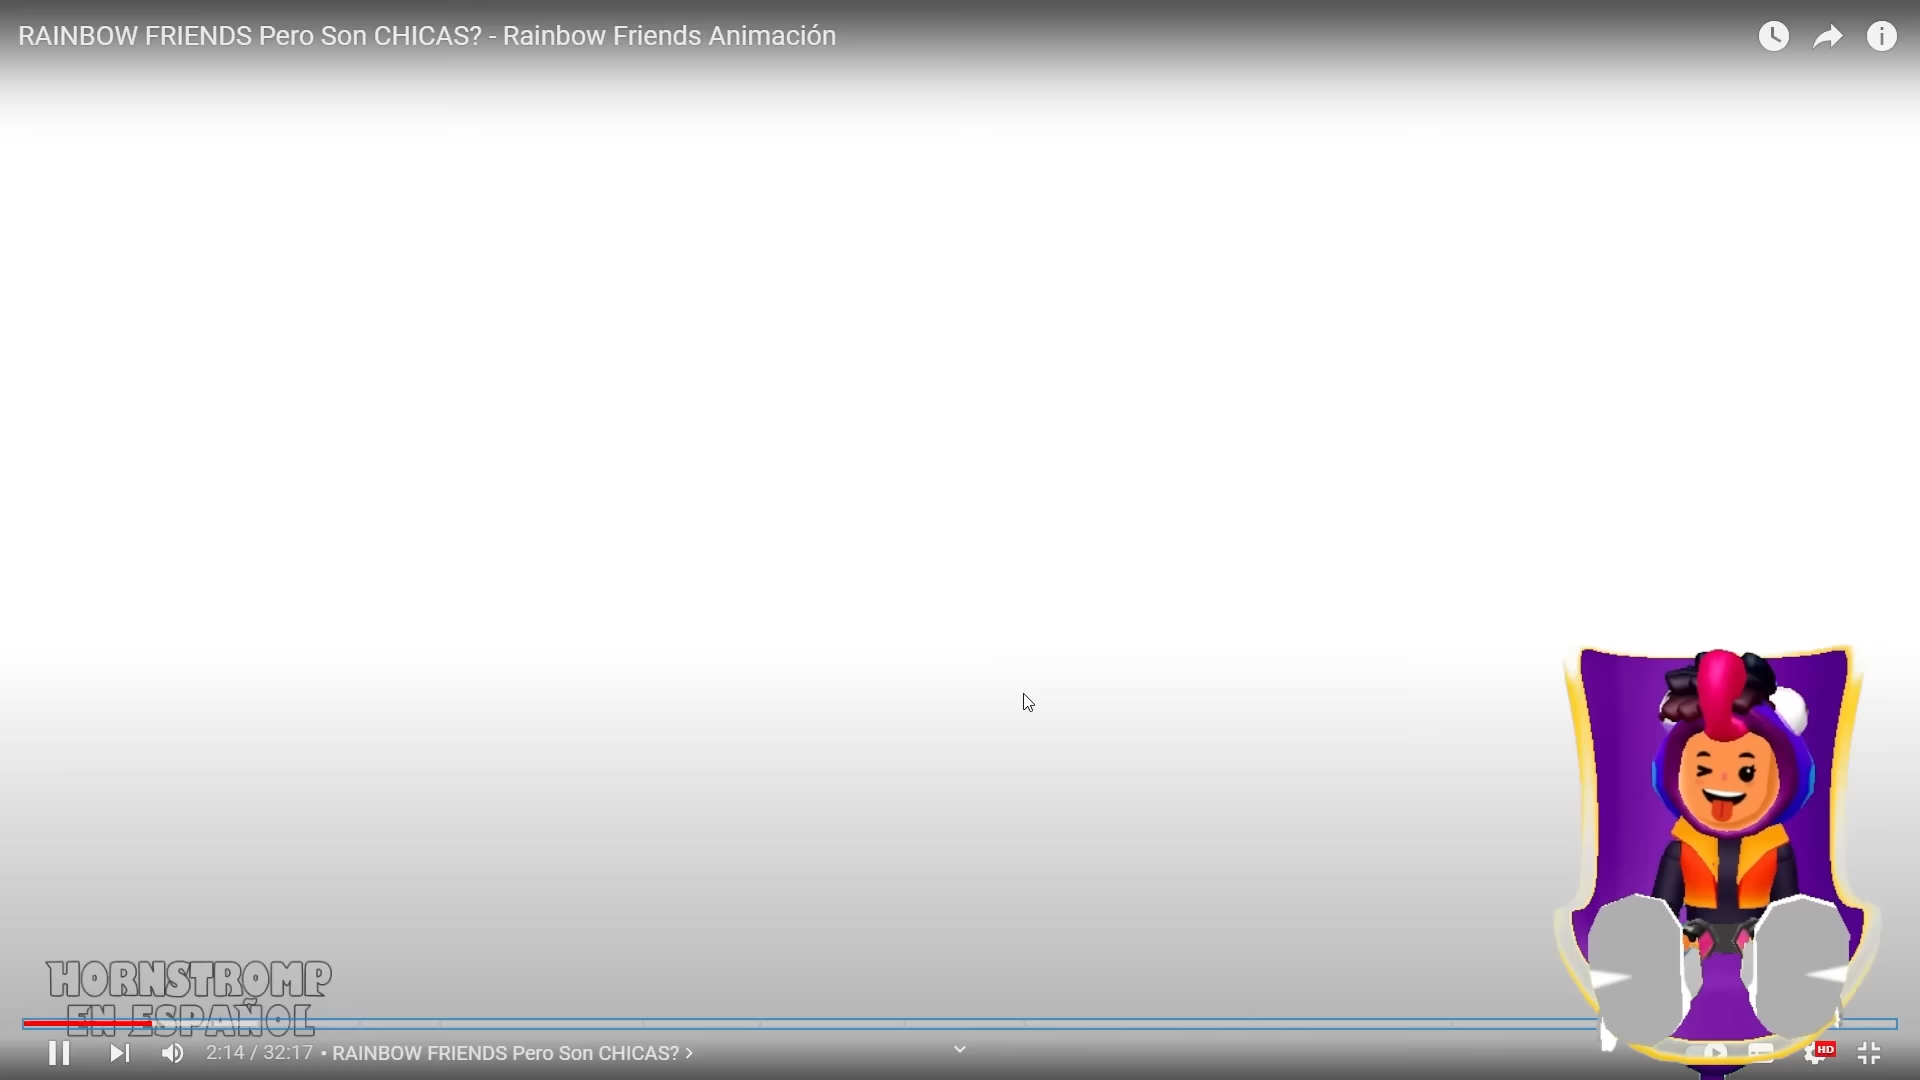 RAINBOW FRIENDS Pero Son CHICAS? - Rainbow Friends Animación
HORNSTROMP
EN ESPAÑOL
2:14 / 32:17 • RAINBOW FRIENDS Pero Son CHICAS?
HD